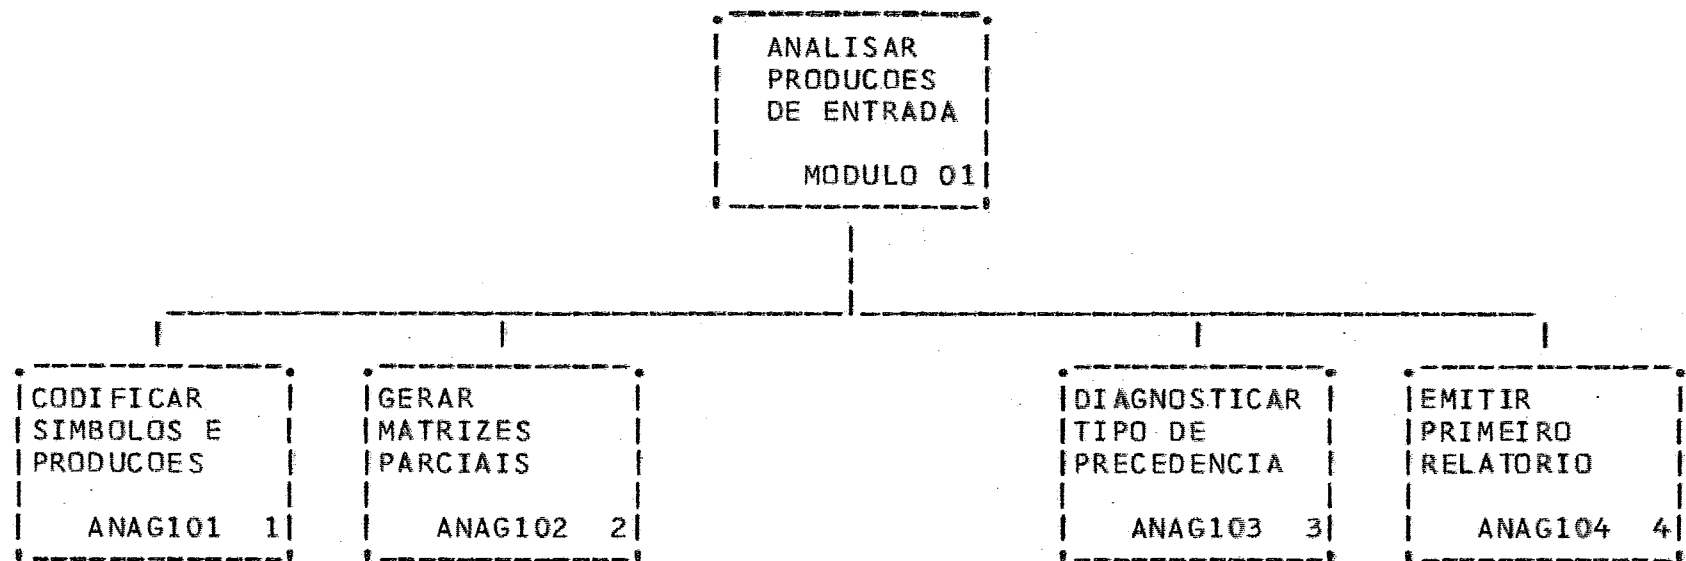 ANALISAR
PRODUCOES
DE ENTRADA
MODULO 01
CODIFICAR
SIMBOLOS E
PRODUCOES
ANAG101 1
GERAR
MATRIZES
PARCIAIS
ANAG102 2
DIAGNOSTICAR
TIPO DE
PRECEDENCIA
ANAG103 3
EMITIR
PRIMEIRO
RELATORIO
ANAG104 4